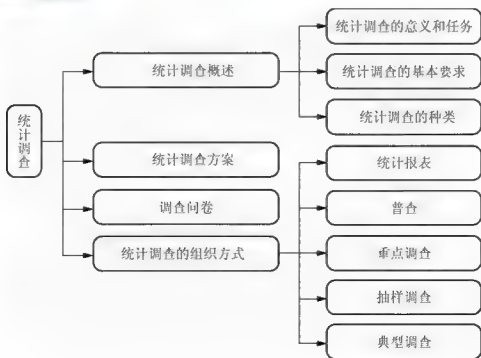 统计调查
统计调查概述
统计调查的意义和任务
统计调查的基本要求
统计调查的种类
统计调查方案
调查问卷
统计调查的组织方式
统计报表
普查
重点调查
抽样调查
典型调查